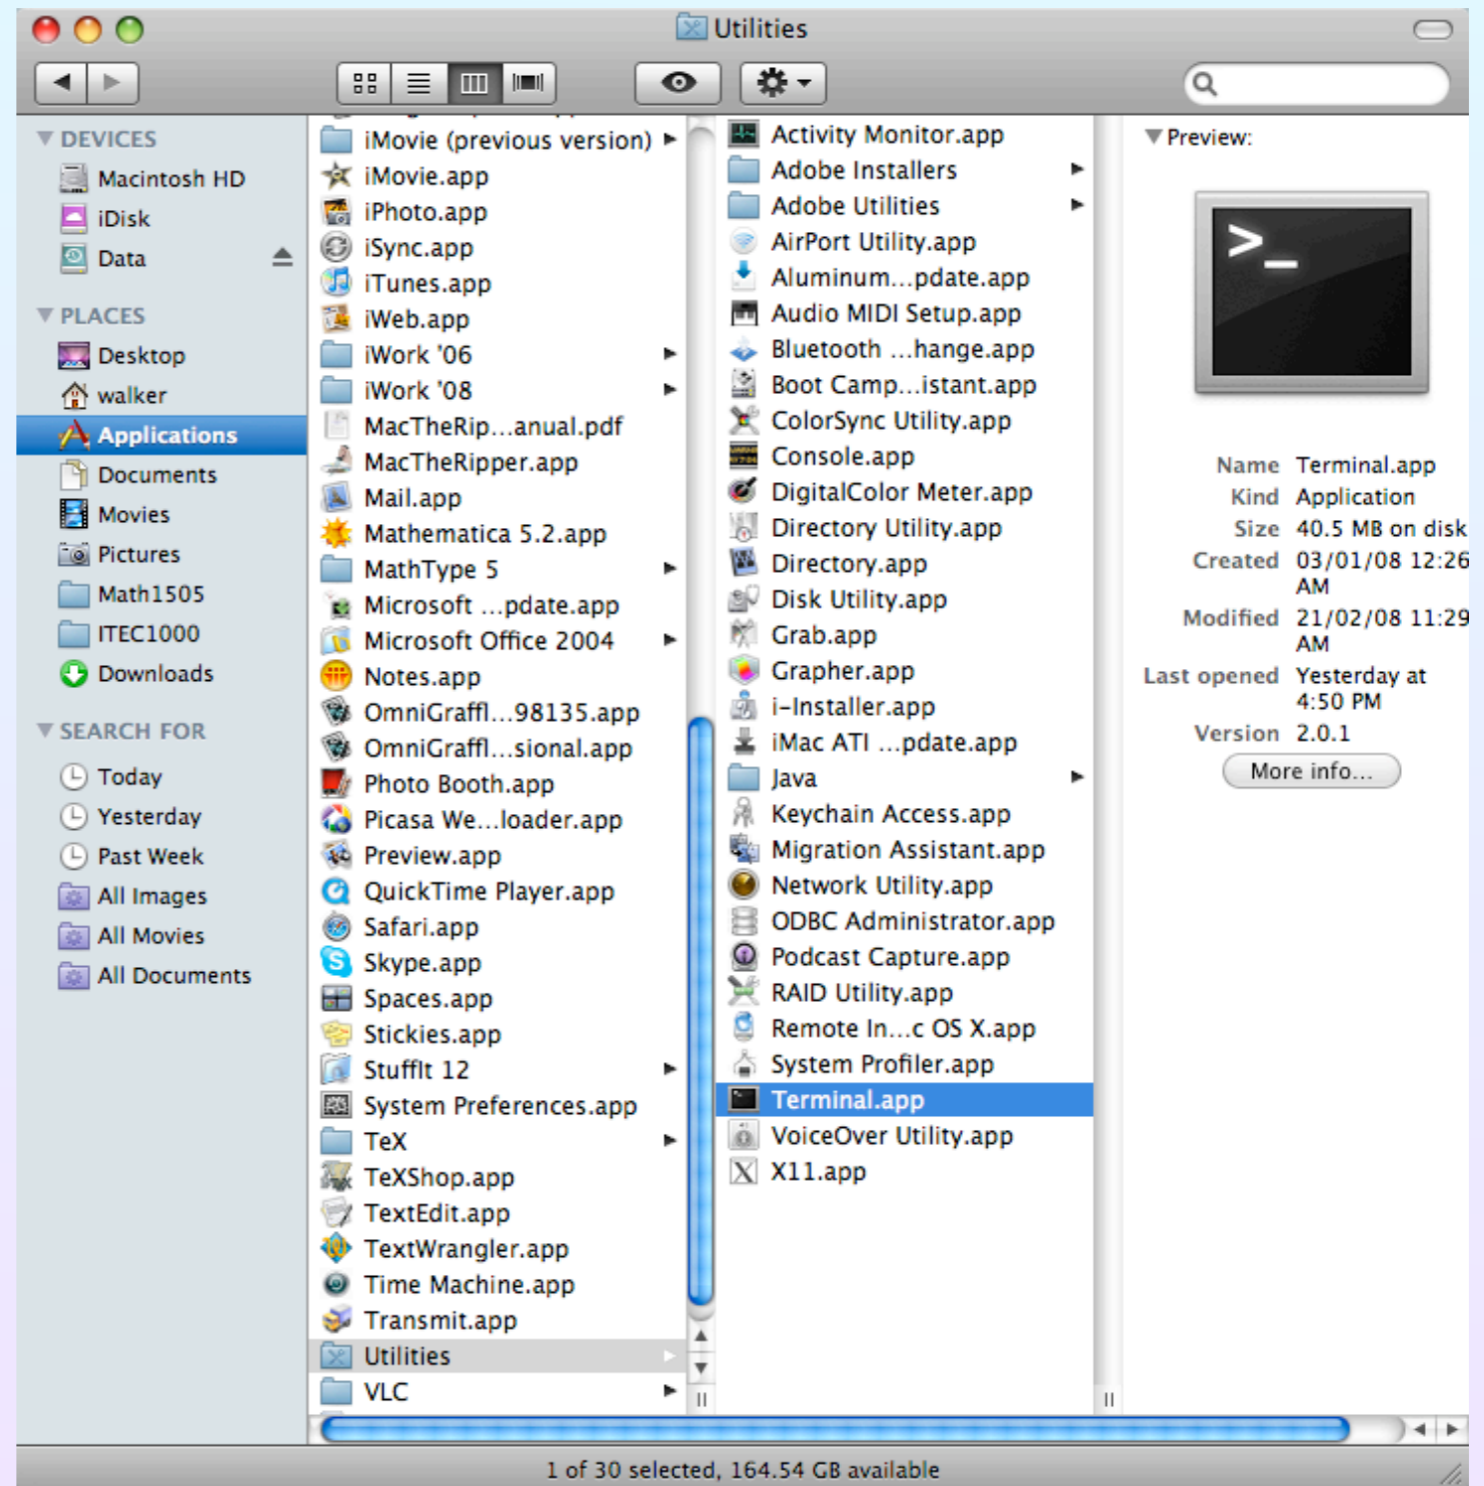 Utilities
DEVICES
Macintosh HD
iDisk
Data
PLACES
Desktop
walker
Applications
Documents
Movies
Pictures
Math1505
ITEC1000
Downloads
SEARCH FOR
Today
Yesterday
Past Week
All Images
All Movies
All Documents
iMovie (previous version)
iMovie.app
iPhoto.app
iSync.app
iTunes.app
iWeb.app
iWork '06
iWork '08
MacTheRip...anual.pdf
MacTheRipper.app
Mail.app
Mathematica 5.2.app
MathType 5
Microsoft ...pdate.app
Microsoft Office 2004
Notes.app
OmniGraffl...98135.app
OmniGraffl...sional.app
Photo Booth.app
Picasa We...loader.app
Preview.app
QuickTime Player.app
Safari.app
Skype.app
Spaces.app
Stickies.app
StuffIt 12
System Preferences.app
TeX
TeXShop.app
TextEdit.app
TextWrangler.app
Time Machine.app
Transmit.app
Utilities
VLC
Activity Monitor.app
Adobe Installers
Adobe Utilities
AirPort Utility.app
Aluminum...pdate.app
Audio MIDI Setup.app
Bluetooth ...hange.app
Boot Camp...istant.app
ColorSync Utility.app
Console.app
DigitalColor Meter.app
Directory Utility.app
Directory.app
Disk Utility.app
Grab.app
Grapher.app
i-Installer.app
iMac ATI ...pdate.app
Java
Keychain Access.app
Migration Assistant.app
Network Utility.app
ODBC Administrator.app
Podcast Capture.app
RAID Utility.app
Remote In...c OS X.app
System Profiler.app
Terminal.app
VoiceOver Utility.app
X11.app
Preview:
>_
Name Terminal.app
Kind Application
Size 40.5 MB on disk
Created 03/01/08 12:26
AM
Modified 21/02/08 11:29
AM
Last opened Yesterday at
4:50 PM
Version 2.0.1
More info...
1 of 30 selected, 164.54 GB available